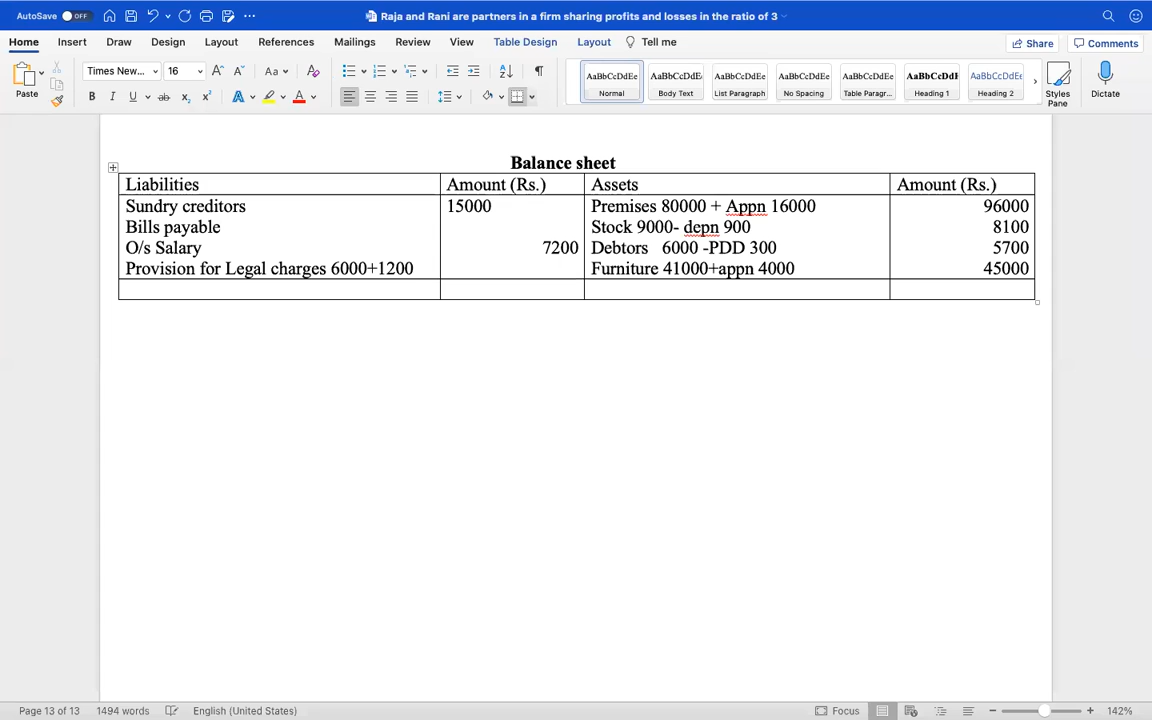 AutoSave OFF
Raja and Rani are partners in a firm sharing profits and losses in the ratio of 3
Home Insert Draw Design Layout References Mailings Review View Table Design Layout Tell me Share Comments
Paste
Times New... 16 A A Aa A
B I U ab x2 x2 A A
AaBbCcDdEe Normal
AaBbCcDdE Body Text
AaBbCcDdEe List Paragraph
AaBbCcDdEe No Spacing
AaBbCcDdEe Table Paragr...
AaBbCcDdE Heading 1
AaBbCcDdEe Heading 2
Styles Pane
Dictate
Balance sheet
Liabilities Amount (Rs.) Assets Amount (Rs.)
Sundry creditors 15000 Premises 80000 + Appn 16000 96000
Bills payable Stock 9000- depn 900 8100
O/s Salary 7200 Debtors 6000 -PDD 300 5700
Provision for Legal charges 6000+1200 Furniture 41000+appn 4000 45000
Page 13 of 13 1494 words English (United States) Focus 142%